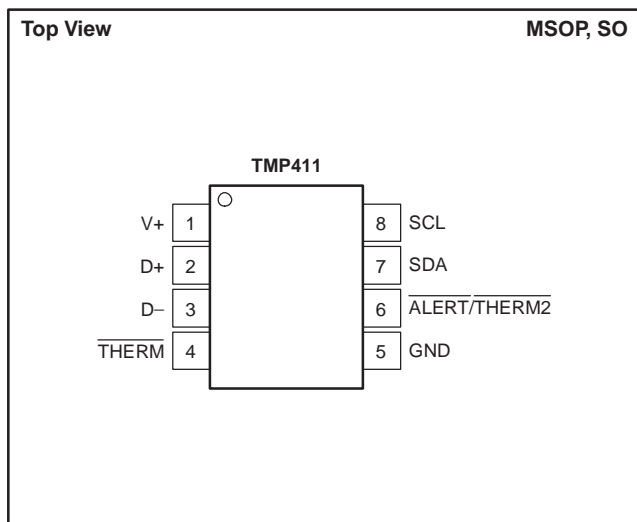 Top View MSOP, SO
TMP411
V+ 1 8 SCL
D+ 2 7 SDA
D− 3 6 ALERT/THERM2
THERM 4 5 GND